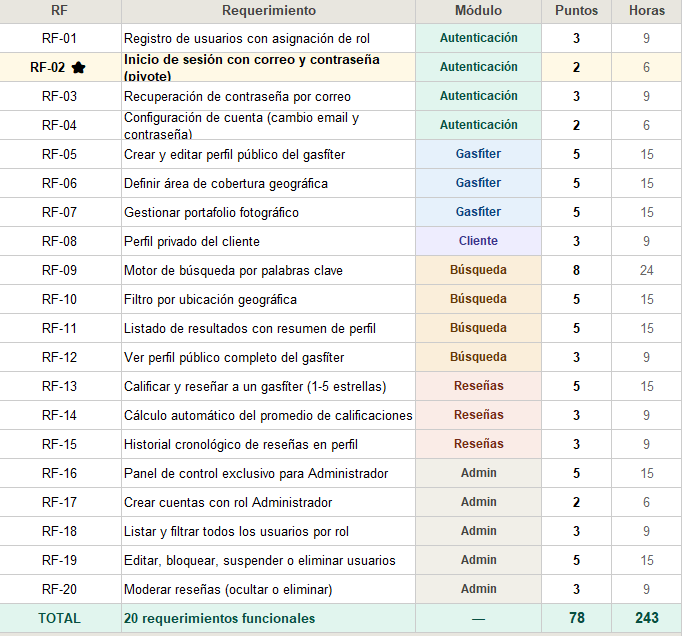 RF Requerimiento Módulo Puntos Horas
RF-01 Registro de usuarios con asignación de rol Autenticación 3 9
RF-02 ★ Inicio de sesión con correo y contraseña (pivote) Autenticación 2 6
RF-03 Recuperación de contraseña por correo Autenticación 3 9
RF-04 Configuración de cuenta (cambio email y contraseña) Autenticación 2 6
RF-05 Crear y editar perfil público del gasfíter Gasfíter 5 15
RF-06 Definir área de cobertura geográfica Gasfíter 5 15
RF-07 Gestionar portafolio fotográfico Gasfíter 5 15
RF-08 Perfil privado del cliente Cliente 3 9
RF-09 Motor de búsqueda por palabras clave Búsqueda 8 24
RF-10 Filtro por ubicación geográfica Búsqueda 5 15
RF-11 Listado de resultados con resumen de perfil Búsqueda 5 15
RF-12 Ver perfil público completo del gasfíter Búsqueda 3 9
RF-13 Calificar y reseñar a un gasfíter (1-5 estrellas) Reseñas 5 15
RF-14 Cálculo automático del promedio de calificaciones Reseñas 3 9
RF-15 Historial cronológico de reseñas en perfil Reseñas 3 9
RF-16 Panel de control exclusivo para Administrador Admin 5 15
RF-17 Crear cuentas con rol Administrador Admin 2 6
RF-18 Listar y filtrar todos los usuarios por rol Admin 3 9
RF-19 Editar, bloquear, suspender o eliminar usuarios Admin 5 15
RF-20 Moderar reseñas (ocultar o eliminar) Admin 3 9
TOTAL 20 requerimientos funcionales — 78 243